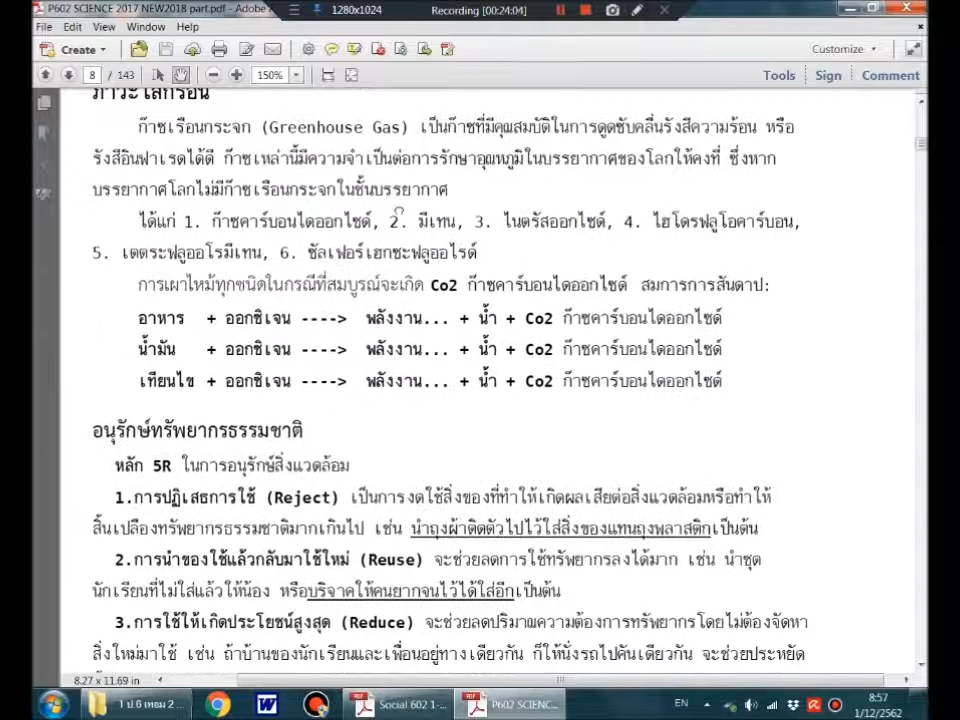 P602 SCIENCE 2017 NEW2018 part.pdf - Adobe
1280x1024
Recording [00:24:04]
File Edit View Window Help
Create
Customize
8 / 143
150%
Tools Sign Comment
ภาวะโลกร้อน
ก๊าซเรือนกระจก (Greenhouse Gas) เป็นก๊าซที่มีคุณสมบัติในการดูดซับคลื่นรังสีความร้อน หรือ
รังสีอินฟาเรดได้ดี ก๊าซเหล่านี้มีความจำเป็นต่อการรักษาอุณหภูมิในบรรยากาศของโลกให้คงที่ ซึ่งหาก
บรรยากาศโลกไม่มีก๊าซเรือนกระจกในชั้นบรรยากาศ
ได้แก่ 1. ก๊าซคาร์บอนไดออกไซด์, 2. มีเทน, 3. ไนตรัสออกไซด์, 4. ไฮโดรฟลูโอคาร์บอน,
5. เตตระฟลูออโรมีเทน, 6. ซัลเฟอร์เฮกซะฟลูออไรด์
การเผาไหม้ทุกชนิดในกรณีที่สมบูรณ์จะเกิด Co2 ก๊าซคาร์บอนไดออกไซด์ สมการการสันดาป:
อาหาร + ออกซิเจน ----> พลังงาน... + น้ำ + Co2 ก๊าซคาร์บอนไดออกไซด์
น้ำมัน + ออกซิเจน ----> พลังงาน... + น้ำ + Co2 ก๊าซคาร์บอนไดออกไซด์
เทียนไข + ออกซิเจน ----> พลังงาน... + น้ำ + Co2 ก๊าซคาร์บอนไดออกไซด์
อนุรักษ์ทรัพยากรธรรมชาติ
หลัก 5R ในการอนุรักษ์สิ่งแวดล้อม
1.การปฏิเสธการใช้ (Reject) เป็นการงดใช้สิ่งของที่ทำให้เกิดผลเสียต่อสิ่งแวดล้อมหรือทำให้
สิ้นเปลืองทรัพยากรธรรมชาติมากเกินไป เช่น นำถุงผ้าติดตัวไปไว้ใส่สิ่งของแทนถุงพลาสติกเป็นต้น
2.การนำของใช้แล้วกลับมาใช้ใหม่ (Reuse) จะช่วยลดการใช้ทรัพยากรลงได้มาก เช่น นำชุด
นักเรียนที่ไม่ใส่แล้วให้น้อง หรือบริจาคให้คนยากจนไว้ได้ใส่อีกเป็นต้น
3.การใช้ให้เกิดประโยชน์สูงสุด (Reduce) จะช่วยลดปริมาณความต้องการทรัพยากรโดยไม่ต้องจัดหา
สิ่งใหม่มาใช้ เช่น ถ้าบ้านของนักเรียนและเพื่อนอยู่ทางเดียวกัน ก็ให้นั่งรถไปคันเดียวกัน จะช่วยประหยัด
8.27 x 11.69 in
1 ป.6 เทอม 2 ...
Social 602 1-...
P602 SCIENC...
EN
8:57
1/12/2562